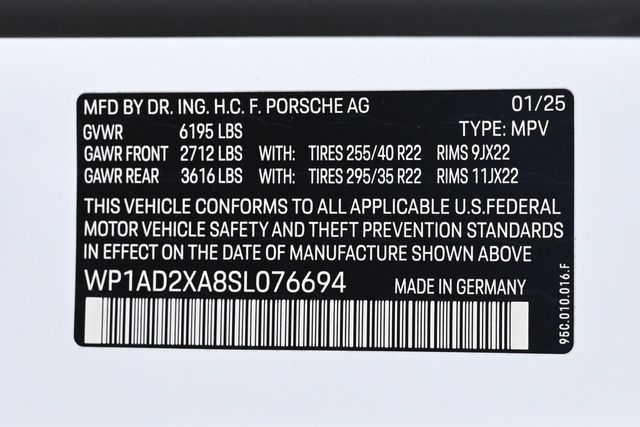 MFD BY DR. ING. H.C. F. PORSCHE AG 01/25
GVWR 6195 LBS TYPE: MPV
GAWR FRONT 2712 LBS WITH: TIRES 255/40 R22 RIMS 9JX22
GAWR REAR 3616 LBS WITH: TIRES 295/35 R22 RIMS 11JX22
THIS VEHICLE CONFORMS TO ALL APPLICABLE U.S.FEDERAL
MOTOR VEHICLE SAFETY AND THEFT PREVENTION STANDARDS
IN EFFECT ON THE DATE OF MANUFACTURE SHOWN ABOVE
WP1AD2XA8SL076694 MADE IN GERMANY
95C.010.016.F